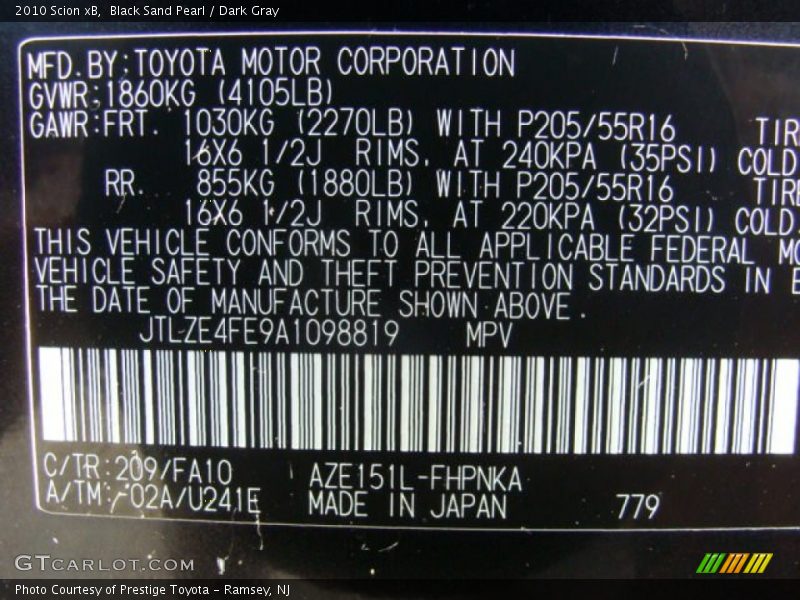 2010 Scion xB, Black Sand Pearl / Dark Gray
MFD.BY:TOYOTA MOTOR CORPORATION
GVWR:1860KG (4105LB)
GAWR:FRT. 1030KG (2270LB) WITH P205/55R16
16X6 1/2J RIMS, AT 240KPA (35PSI) COLD
RR. 855KG (1880LB) WITH P205/55R16
16X6 1/2J RIMS, AT 220KPA (32PSI) COLD
THIS VEHICLE CONFORMS TO ALL APPLICABLE FEDERAL
VEHICLE SAFETY AND THEFT PREVENTION STANDARDS IN
THE DATE OF MANUFACTURE SHOWN ABOVE.
JTLZE4FE9A1098819 MPV
C/TR:209/FA10 AZE151L-FHPNKA
A/TM:-02A/U241E MADE IN JAPAN 779
GTCARLOT.COM
Photo Courtesy of Prestige Toyota - Ramsey, NJ